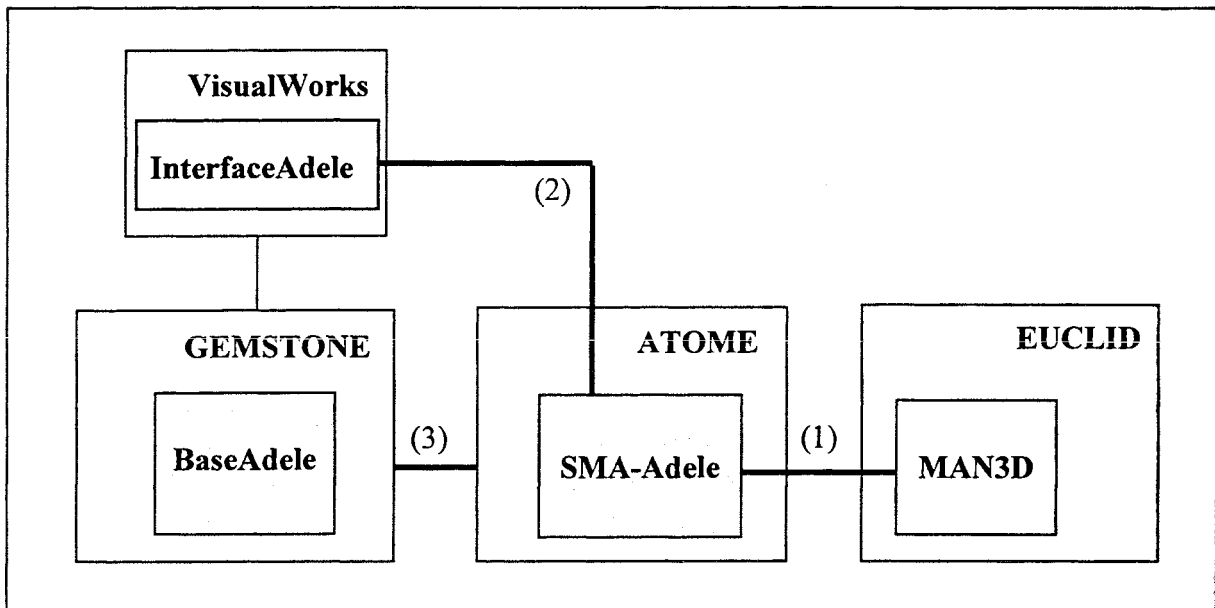 VisualWorks
InterfaceAdele
(2)
GEMSTONE
ATOME
EUCLID
BaseAdele
(3)
SMA-Adele
(1)
MAN3D